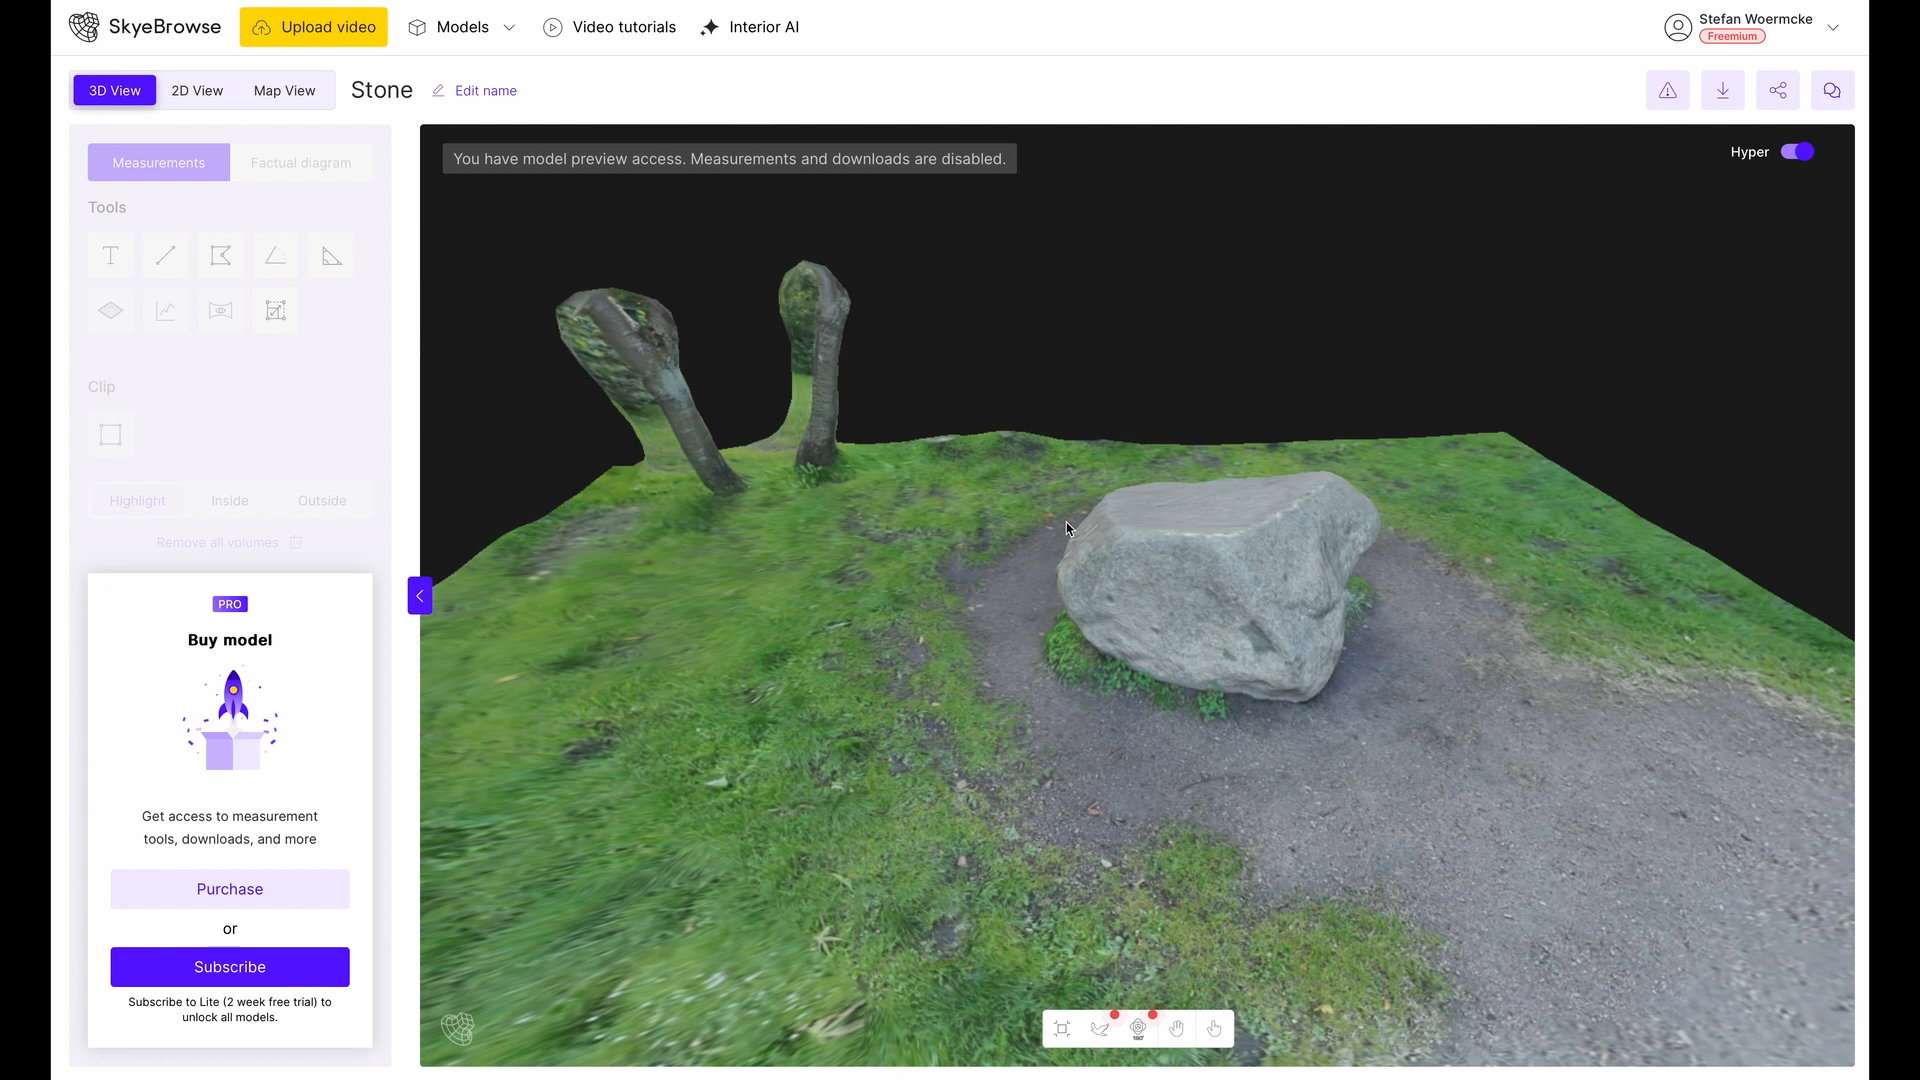 SkyeBrowse
Upload video
Models
Video tutorials
Interior AI
Stefan Woermcke
Freemium
3D View
2D View
Map View
Stone
Edit name
Measurements
Factual diagram
Tools
Clip
Highlight
Inside
Outside
Remove all volumes
PRO
Buy model
Get access to measurement
tools, downloads, and more
Purchase
or
Subscribe
Subscribe to Lite (2 week free trial) to
unlock all models.
You have model preview access. Measurements and downloads are disabled.
Hyper
180°